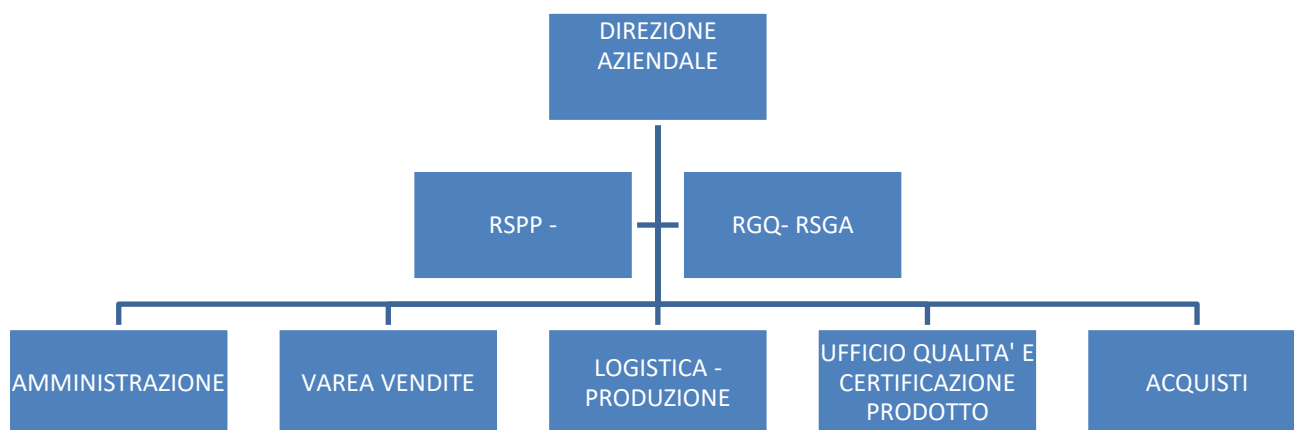 DIREZIONE
AZIENDALE
RSPP -
RGQ- RSGA
AMMINISTRAZIONE
VAREA VENDITE
LOGISTICA -
PRODUZIONE
UFFICIO QUALITA' E
CERTIFICAZIONE
PRODOTTO
ACQUISTI